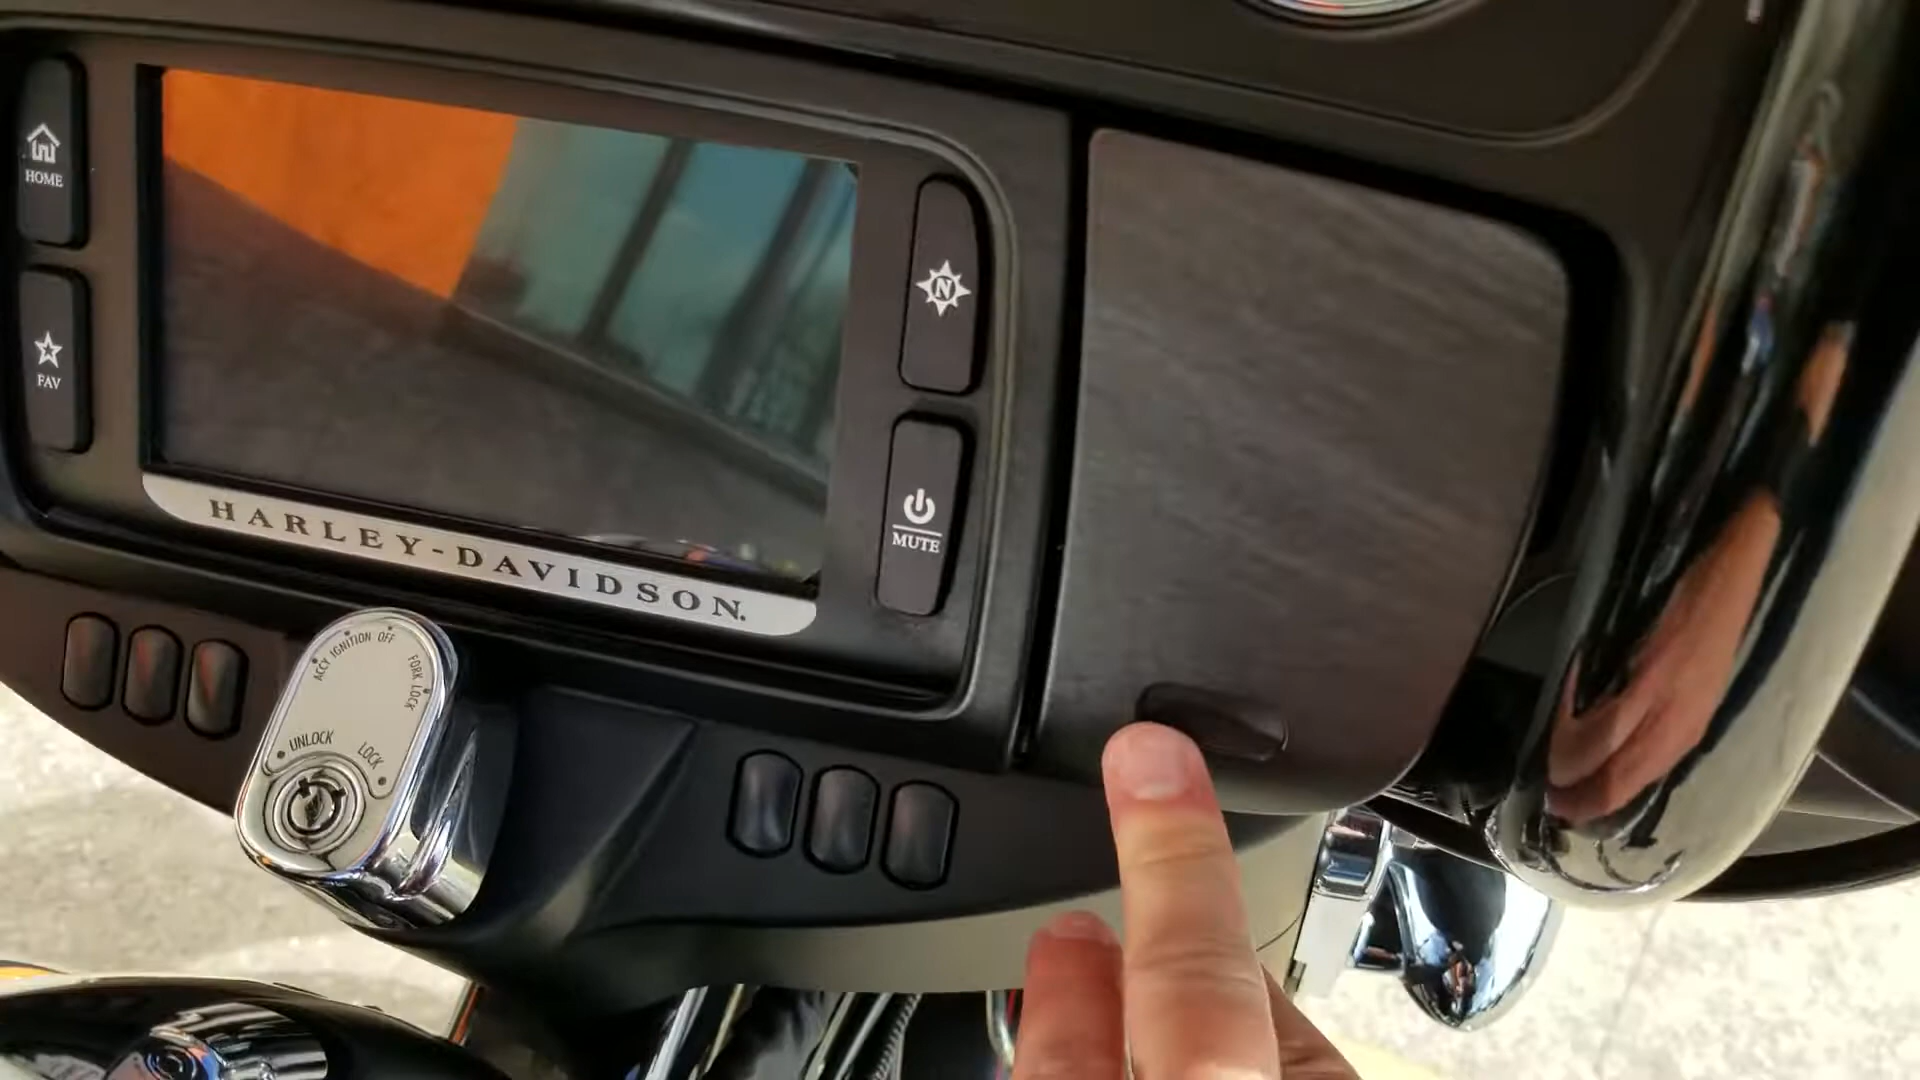 HOME
FAV
N
MUTE
HARLEY-DAVIDSON.
ACCY IGNITION OFF
FORK LOCK
UNLOCK
LOCK